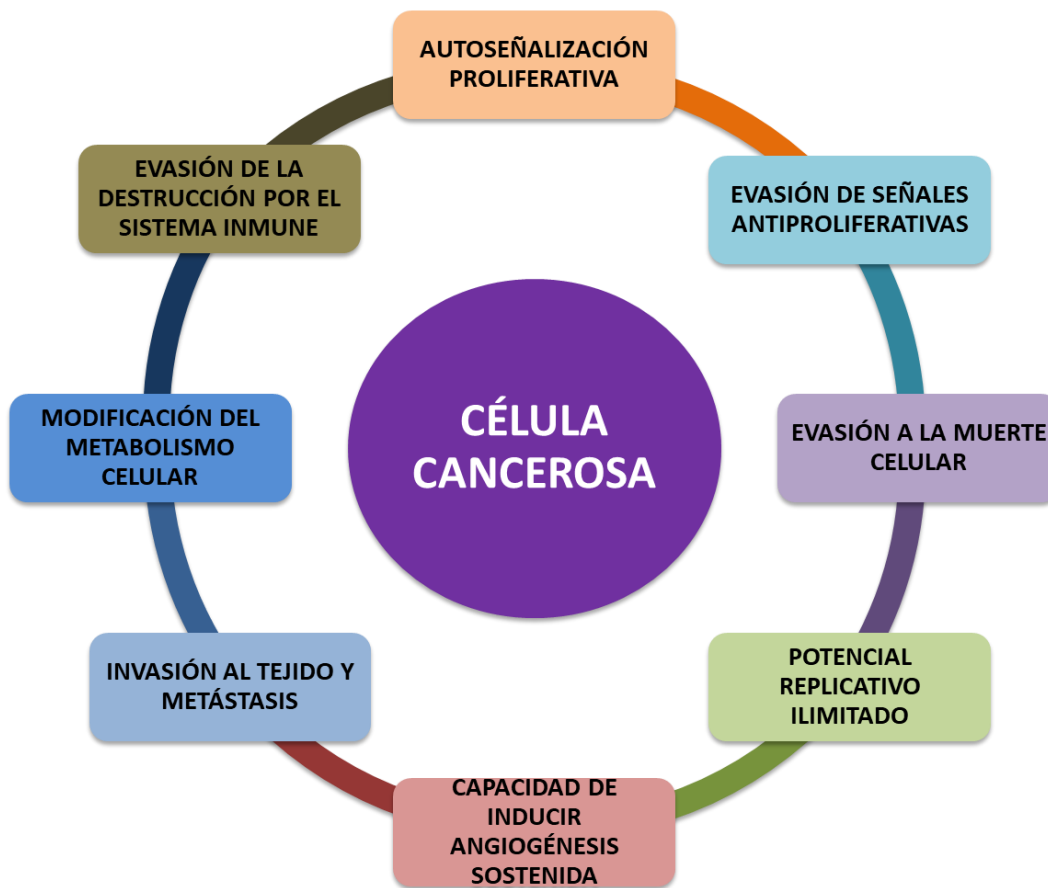 AUTOSEÑALIZACIÓN
PROLIFERATIVA
EVASIÓN DE SEÑALES
ANTIPROLIFERATIVAS
EVASIÓN A LA MUERTE
CELULAR
POTENCIAL
REPLICATIVO
ILIMITADO
CAPACIDAD DE
INDUCIR
ANGIOGÉNESIS
SOSTENIDA
INVASIÓN AL TEJIDO Y
METÁSTASIS
MODIFICACIÓN DEL
METABOLISMO
CELULAR
EVASIÓN DE LA
DESTRUCCIÓN POR EL
SISTEMA INMUNE
CÉLULA
CANCEROSA